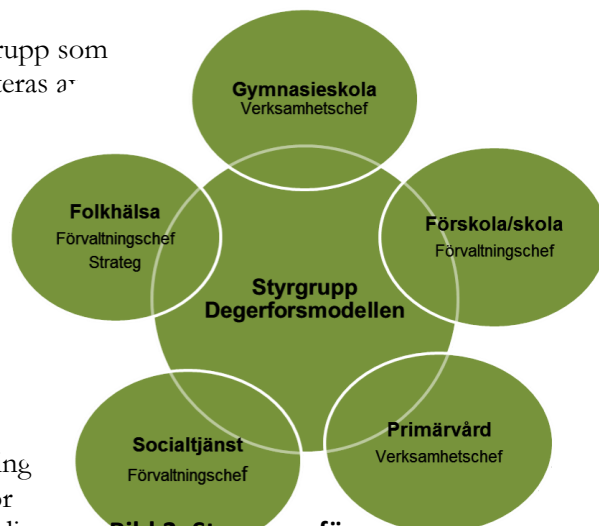 rupp som
Gymnasieskola
Verksamhetschef
Folkhälsa
Förvaltningschef
Strateg
Förskola/skola
Förvaltningschef
Styrgrupp
Degerforsmodellen
Socialtjänst
Förvaltningschef
Primärvård
Verksamhetschef